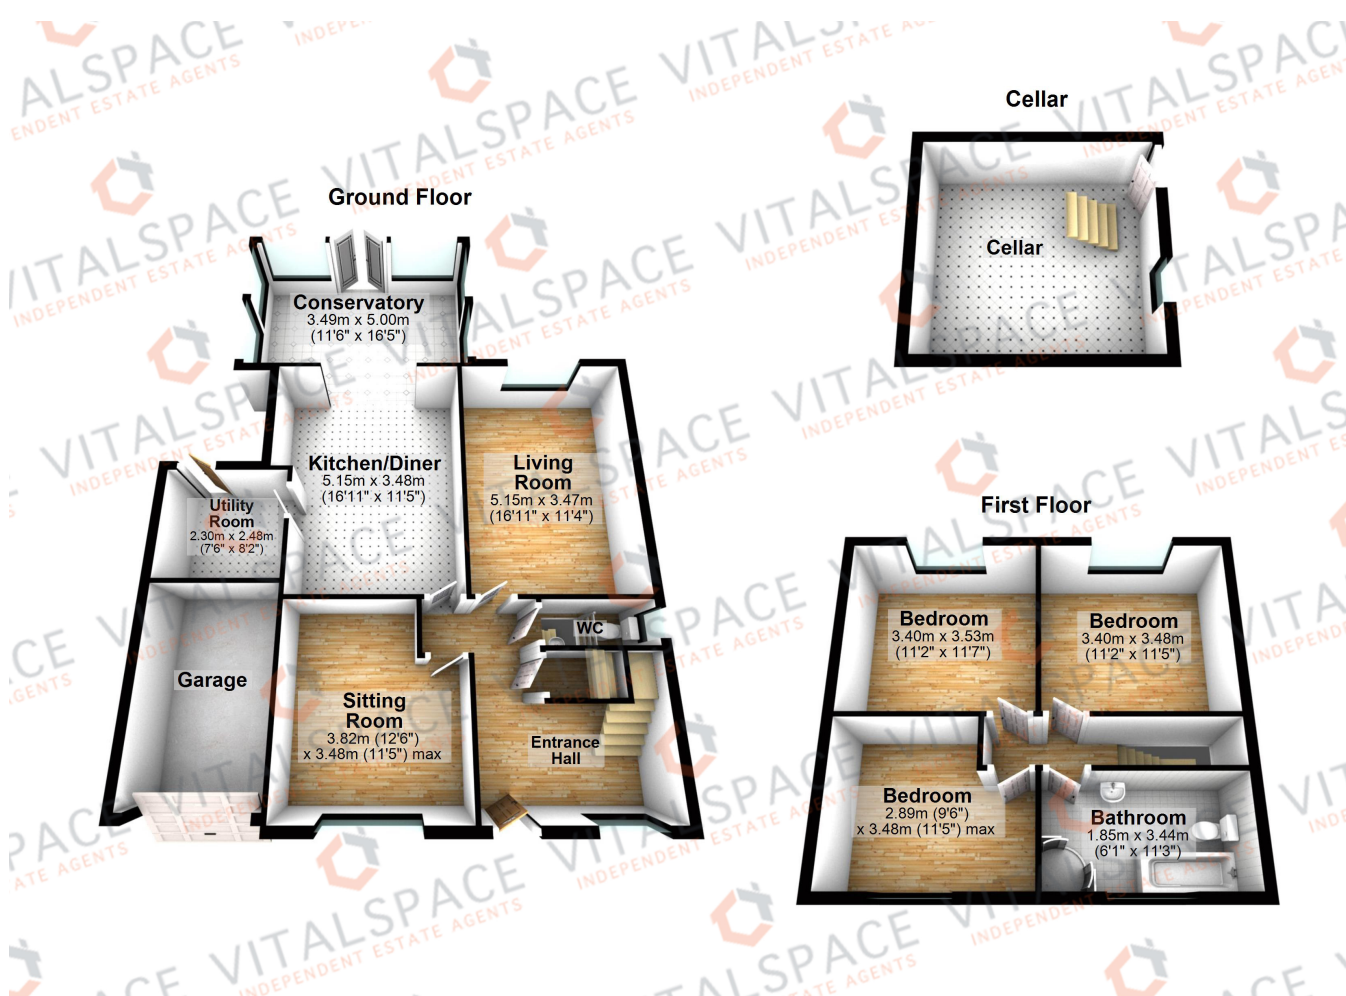 Ground Floor
Conservatory
3.49m x 5.00m
(11'6" x 16'5")
Kitchen/Diner
5.15m x 3.48m
(16'11" x 11'5")
Living
Room
5.15m x 3.47m
(16'11" x 11'4")
Utility
Room
2.30m x 2.48m
(7'6" x 8'2")
WC
Garage
Sitting
Room
3.82m (12'6")
x 3.48m (11'5") max
Entrance
Hall
Cellar
Cellar
First Floor
Bedroom
3.40m x 3.53m
(11'2" x 11'7")
Bedroom
3.40m x 3.48m
(11'2" x 11'5")
Bedroom
2.89m (9'6")
x 3.48m (11'5") max
Bathroom
1.85m x 3.44m
(6'1" x 11'3")
VITALSPACE
INDEPENDENT ESTATE AGENTS